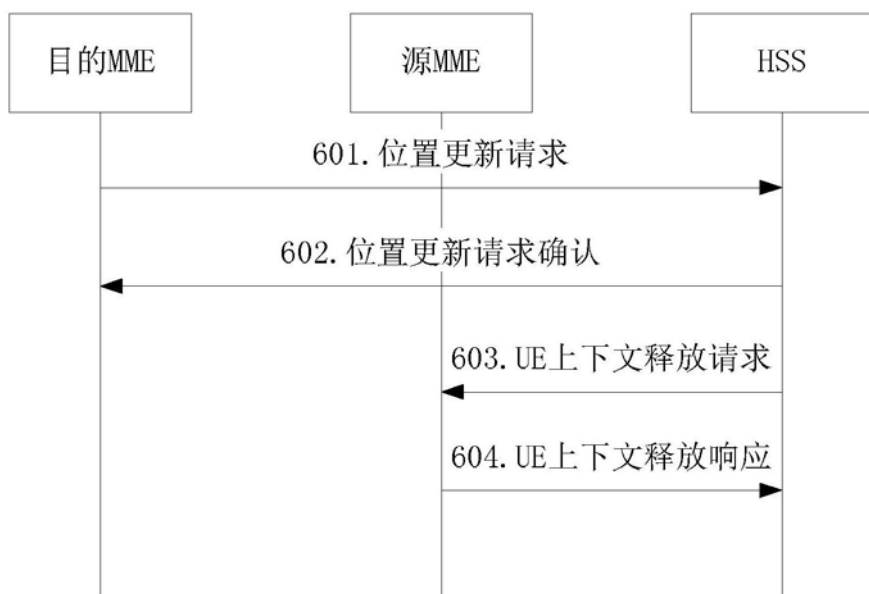 目的MME
源MME
HSS
601.位置更新请求
602.位置更新请求确认
603.UE上下文释放请求
604.UE上下文释放响应